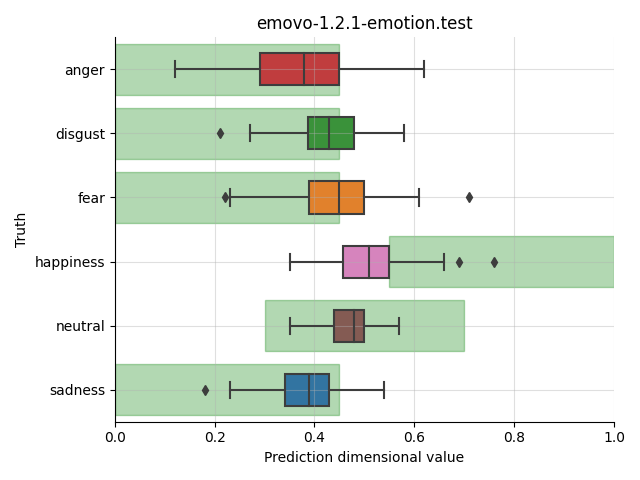 emovo-1.2.1-emotion.test
Truth
anger
disgust
fear
happiness
neutral
sadness
0.0 0.2 0.4 0.6 0.8 1.0
Prediction dimensional value